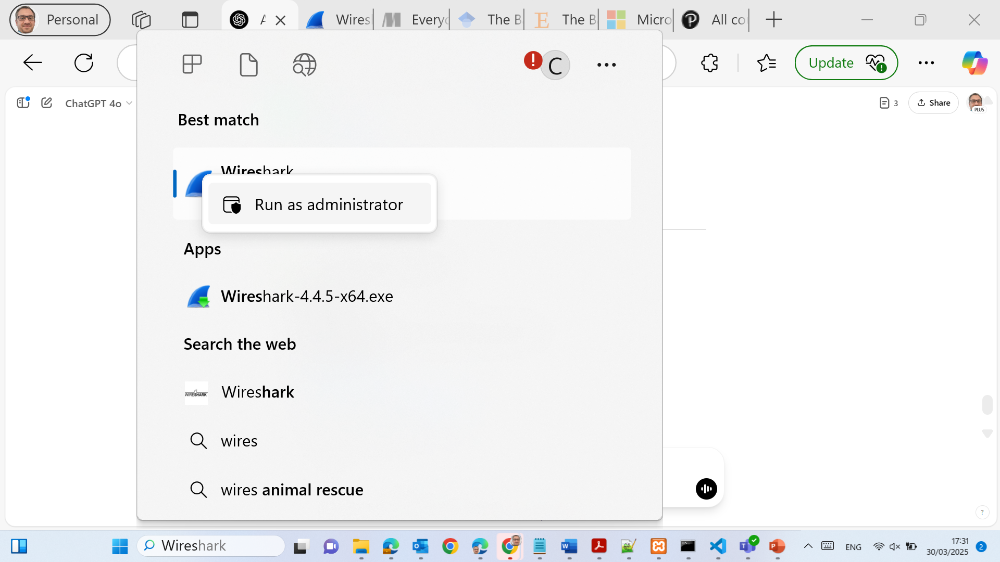 Personal
A
Wiresl
Everyo
The B
The B
Micro
All co
Update
C
ChatGPT 4o
3
Share
PLUS
Best match
Wireshark
Run as administrator
Apps
Wireshark-4.4.5-x64.exe
Search the web
WIRESHARK
Wireshark
wires
wires animal rescue
?
Wireshark
ENG
17:31
30/03/2025
2